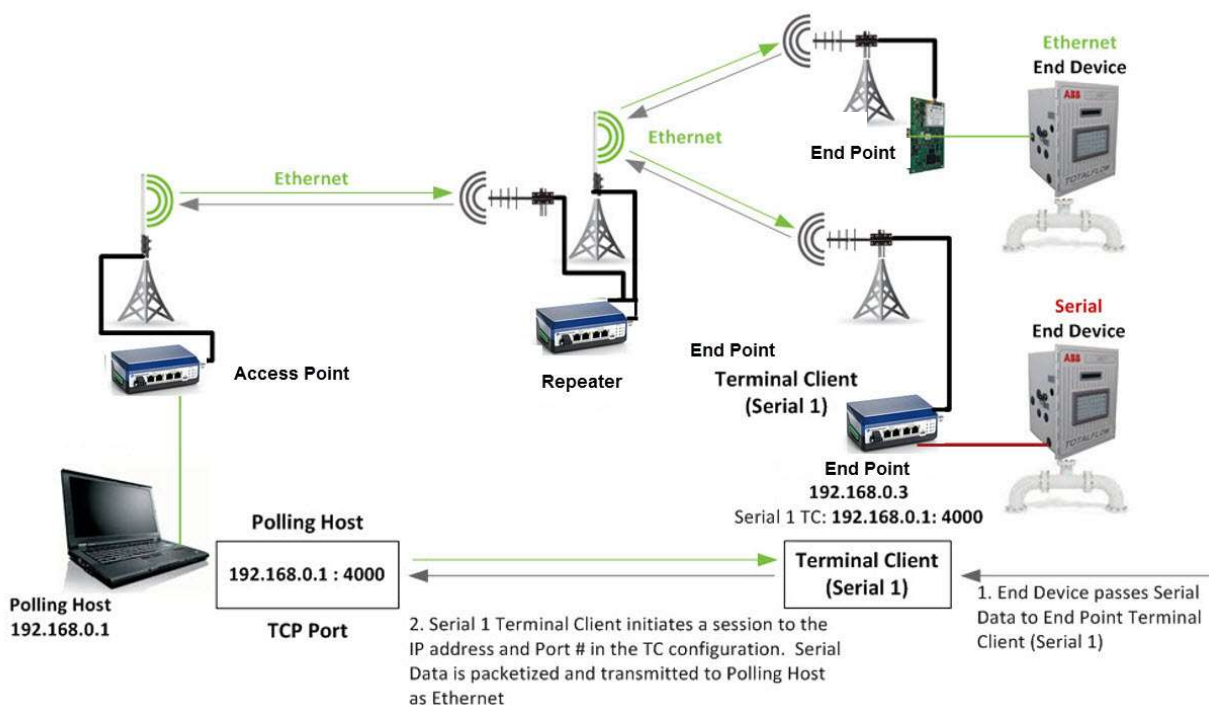 Ethernet
End Device
ABB
TOTALFLOW
End Point
Ethernet
Ethernet
Serial
End Device
ABB
TOTALFLOW
End Point
Terminal Client
(Serial 1)
Access Point
Repeater
End Point
192.168.0.3
Serial 1 TC: 192.168.0.1: 4000
Polling Host
192.168.0.1 : 4000
TCP Port
Terminal Client
(Serial 1)
Polling Host
192.168.0.1
1. End Device passes Serial
Data to End Point Terminal
Client (Serial 1)
2. Serial 1 Terminal Client initiates a session to the
IP address and Port # in the TC configuration. Serial
Data is packetized and transmitted to Polling Host
as Ethernet